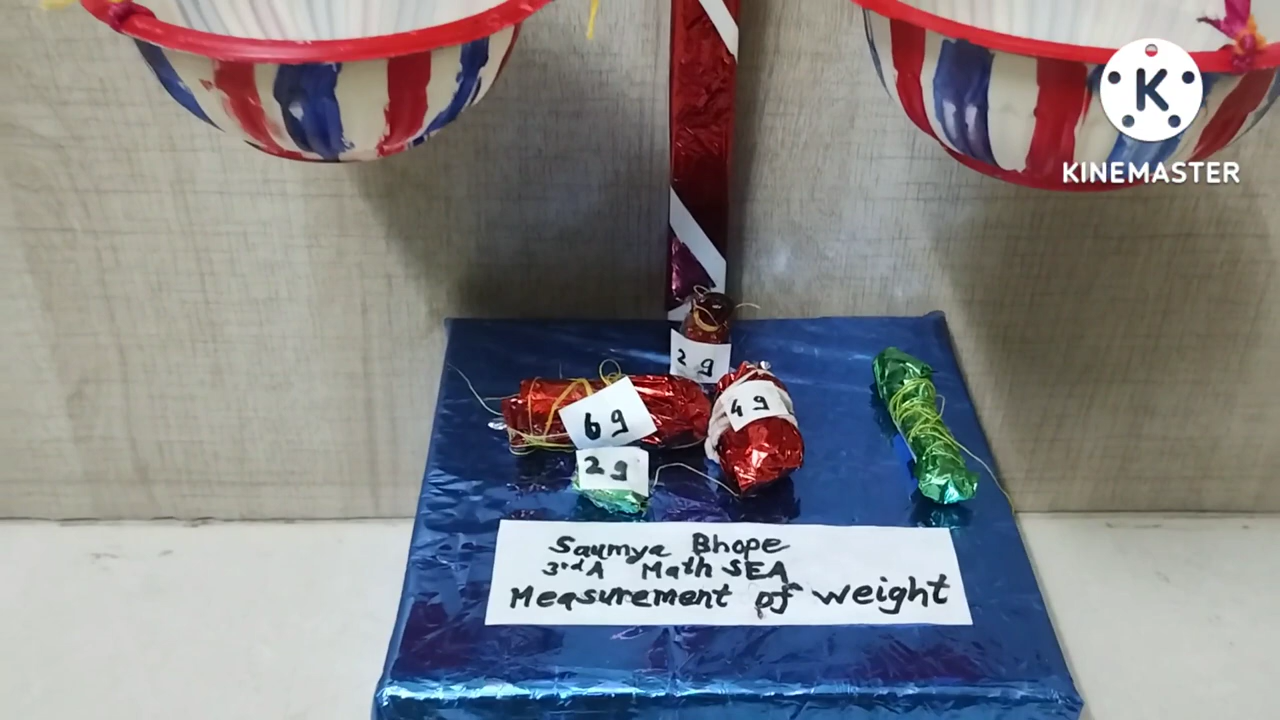 K
KINEMASTER
2g
6g
4g
2g
Saumya Bhope
3rd A Math SEA
Measurement of weight